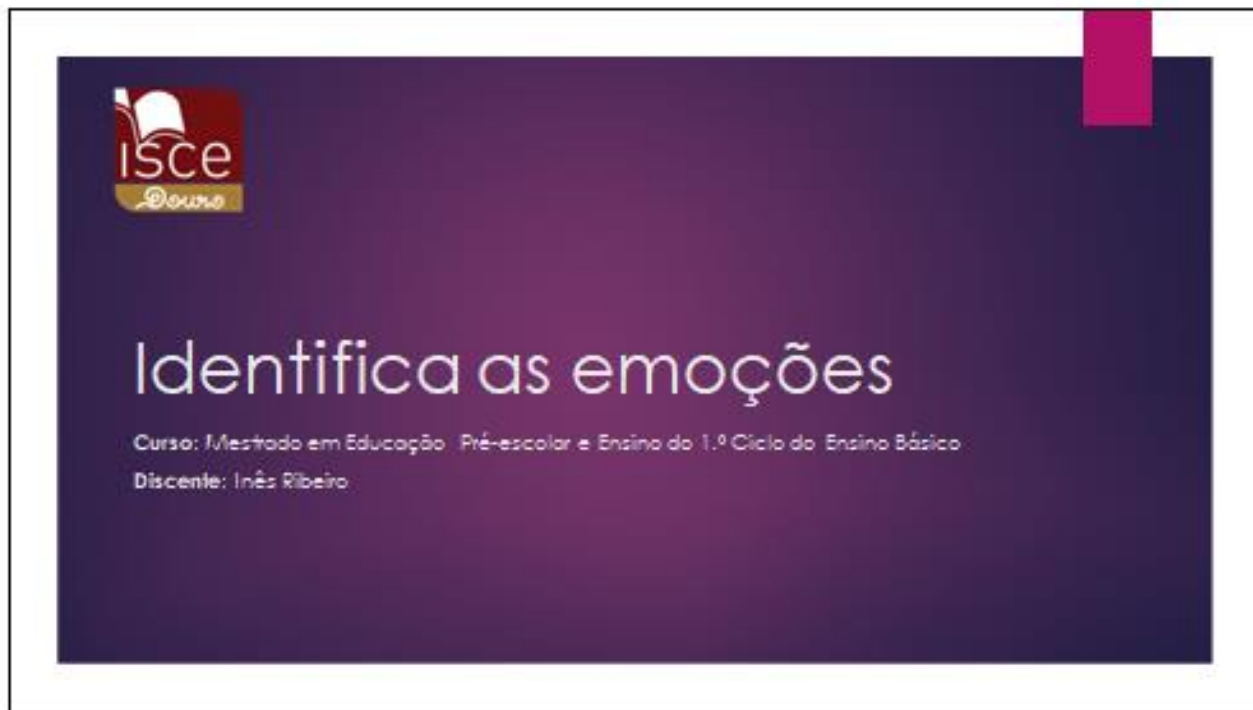 ISCE
Douro
Identifica as emoções
Curso: Mestrado em Educação Pré-escolar e Ensino do 1.º Ciclo do Ensino Básico
Discente: Inês Ribeiro